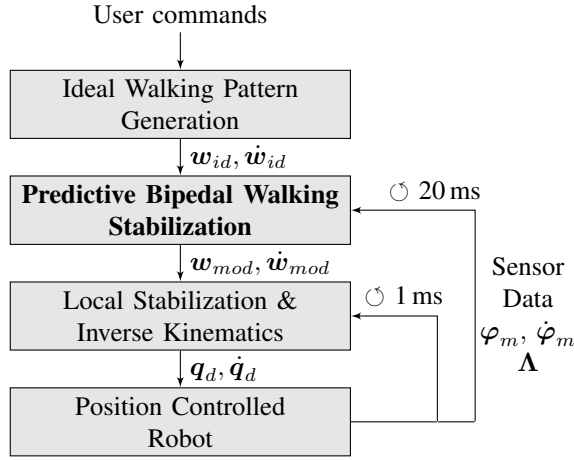 User commands
Ideal Walking Pattern
Generation
𝒘_id, 𝒘̇_id
Predictive Bipedal Walking
Stabilization
↺ 20 ms
𝒘_mod, 𝒘̇_mod
Local Stabilization &
Inverse Kinematics
↺ 1 ms
Sensor
Data
𝝋_m, 𝝋̇_m
𝚲
𝒒_d, 𝒒̇_d
Position Controlled
Robot